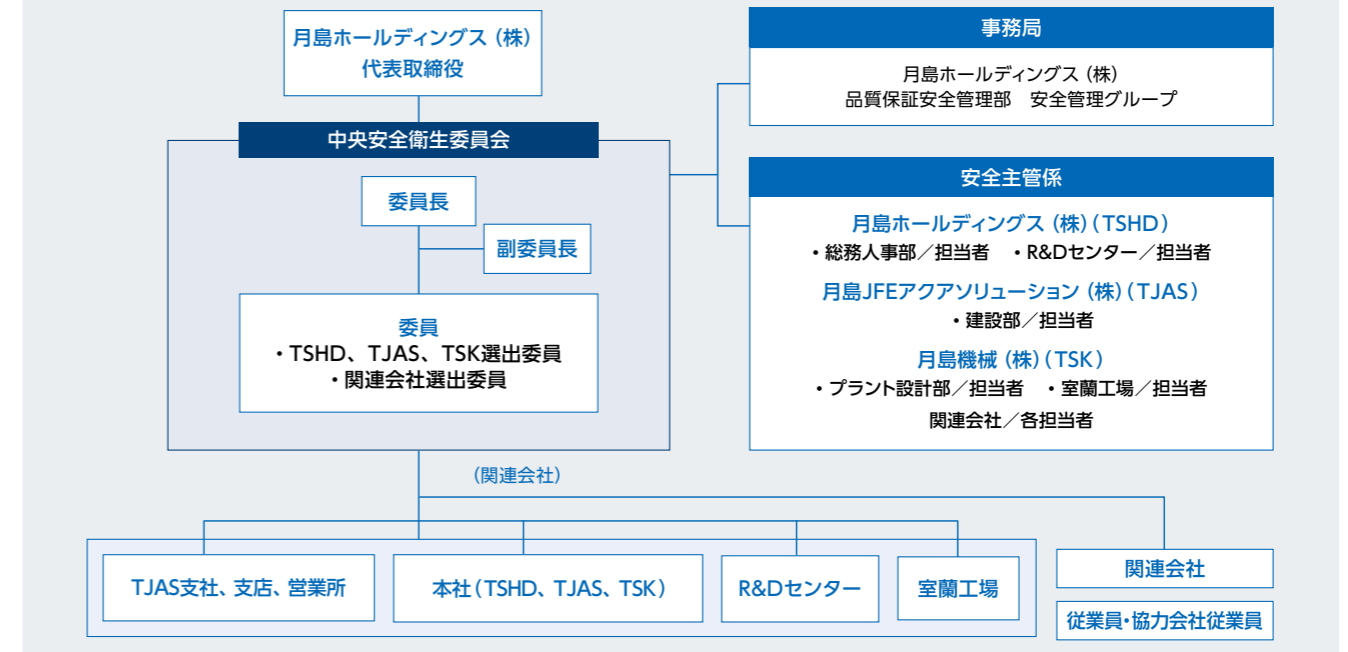 月島ホールディングス（株）
代表取締役
中央安全衛生委員会
委員長
副委員長
委員
・TSHD、TJAS、TSK選出委員
・関連会社選出委員
事務局
月島ホールディングス（株）
品質保証安全管理部　安全管理グループ
安全主管係
月島ホールディングス（株）（TSHD）
・総務人事部／担当者　・R&Dセンター／担当者
月島JFEアクアソリューション（株）（TJAS）
・建設部／担当者
月島機械（株）（TSK）
・プラント設計部／担当者　・室蘭工場／担当者
関連会社／各担当者
（関連会社）
TJAS支社、支店、営業所
本社（TSHD、TJAS、TSK）
R&Dセンター
室蘭工場
関連会社
従業員・協力会社従業員